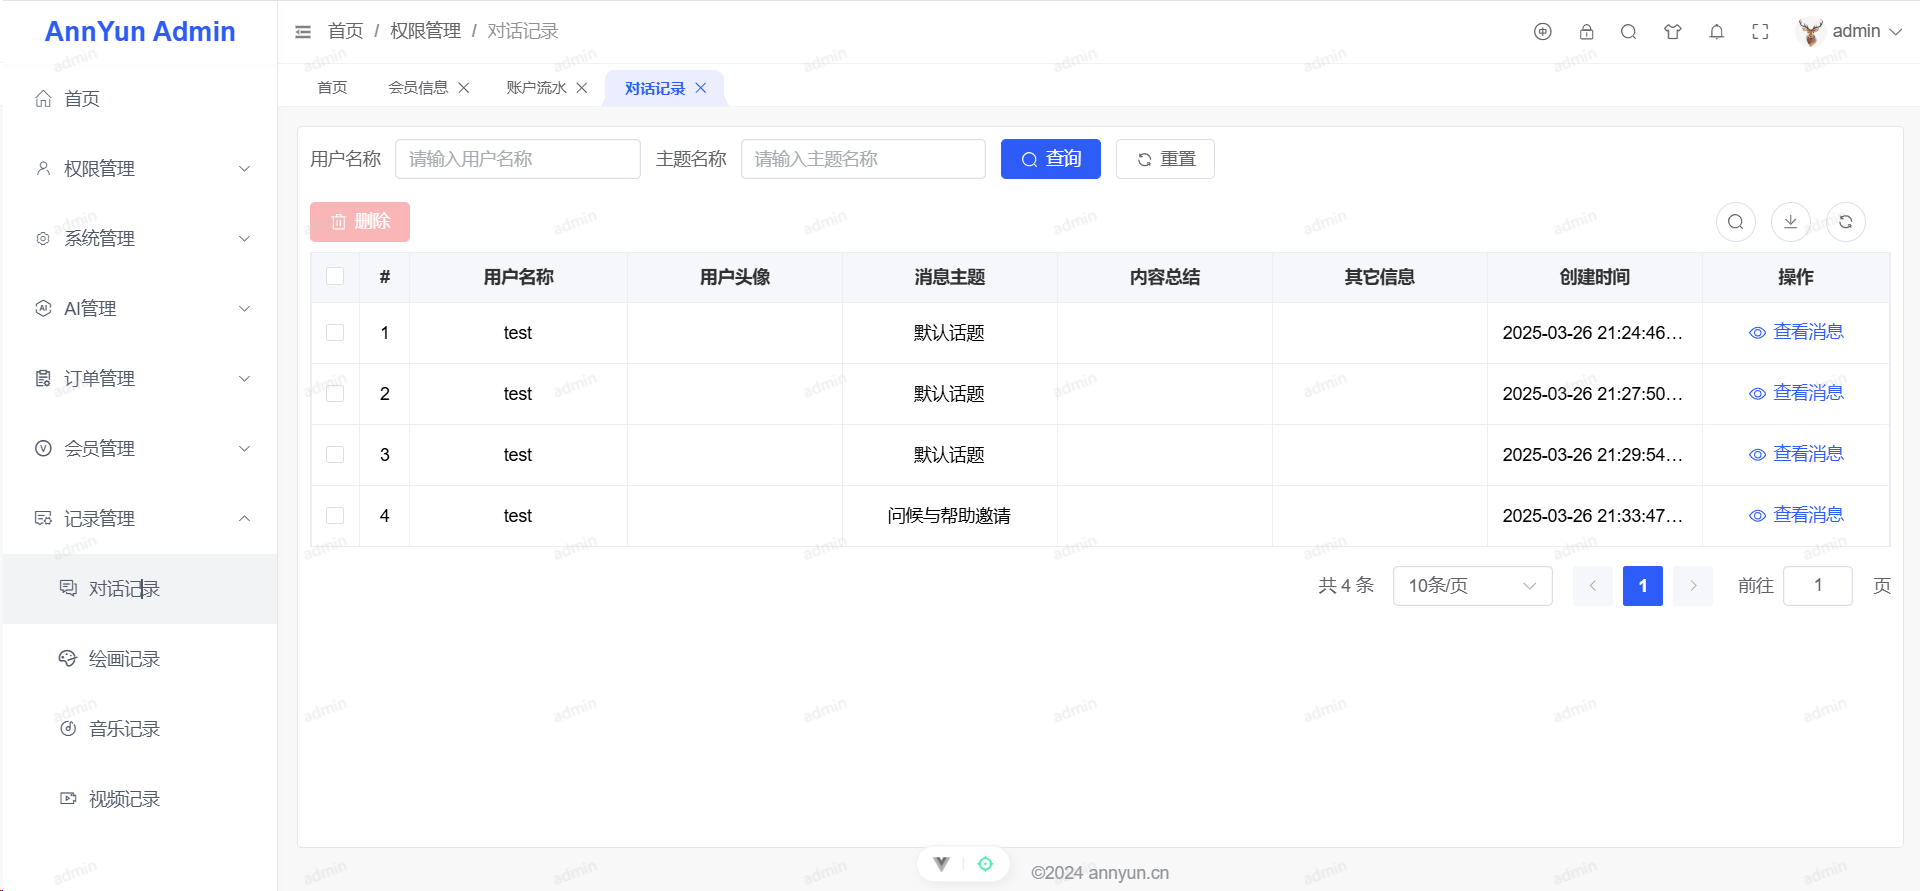 AnnYun Admin
首页
权限管理
系统管理
AI管理
订单管理
会员管理
记录管理
对话记录
绘画记录
音乐记录
视频记录
首页 / 权限管理 / 对话记录
admin
首页 会员信息 账户流水 对话记录
用户名称 请输入用户名称 主题名称 请输入主题名称 查询 重置
删除
# 用户名称 用户头像 消息主题 内容总结 其它信息 创建时间 操作
1 test 默认话题 2025-03-26 21:24:46... 查看消息
2 test 默认话题 2025-03-26 21:27:50... 查看消息
3 test 默认话题 2025-03-26 21:29:54... 查看消息
4 test 问候与帮助邀请 2025-03-26 21:33:47... 查看消息
共 4 条 10条/页 1 前往 1 页
©2024 annyun.cn